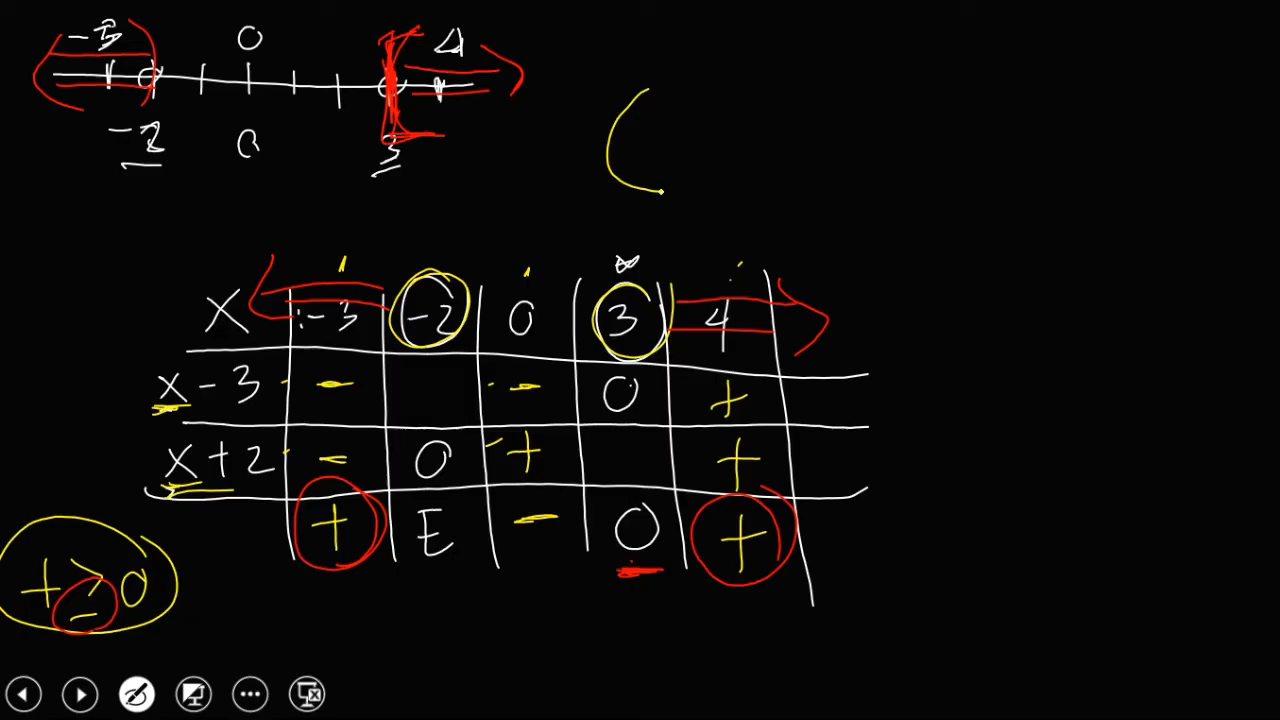 -3 0 4
-2 0 3
(
X -3 -2 0 3 4
x-3 - - 0 +
x+2 - 0 + +
+ E - 0 +
+ ≥ 0